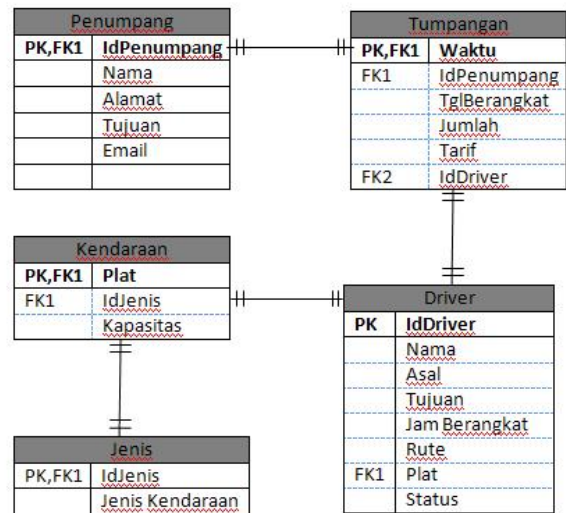 Penumpang
PK,FK1 IdPenumpang
Nama
Alamat
Tujuan
Email
Tumpangan
PK,FK1 Waktu
FK1 IdPenumpang
TglBerangkat
Jumlah
Tarif
FK2 IdDriver
Kendaraan
PK,FK1 Plat
FK1 IdJenis
Kapasitas
Driver
PK IdDriver
Nama
Asal
Tujuan
Jam Berangkat
Rute
FK1 Plat
Status
Jenis
PK,FK1 IdJenis
Jenis Kendaraan